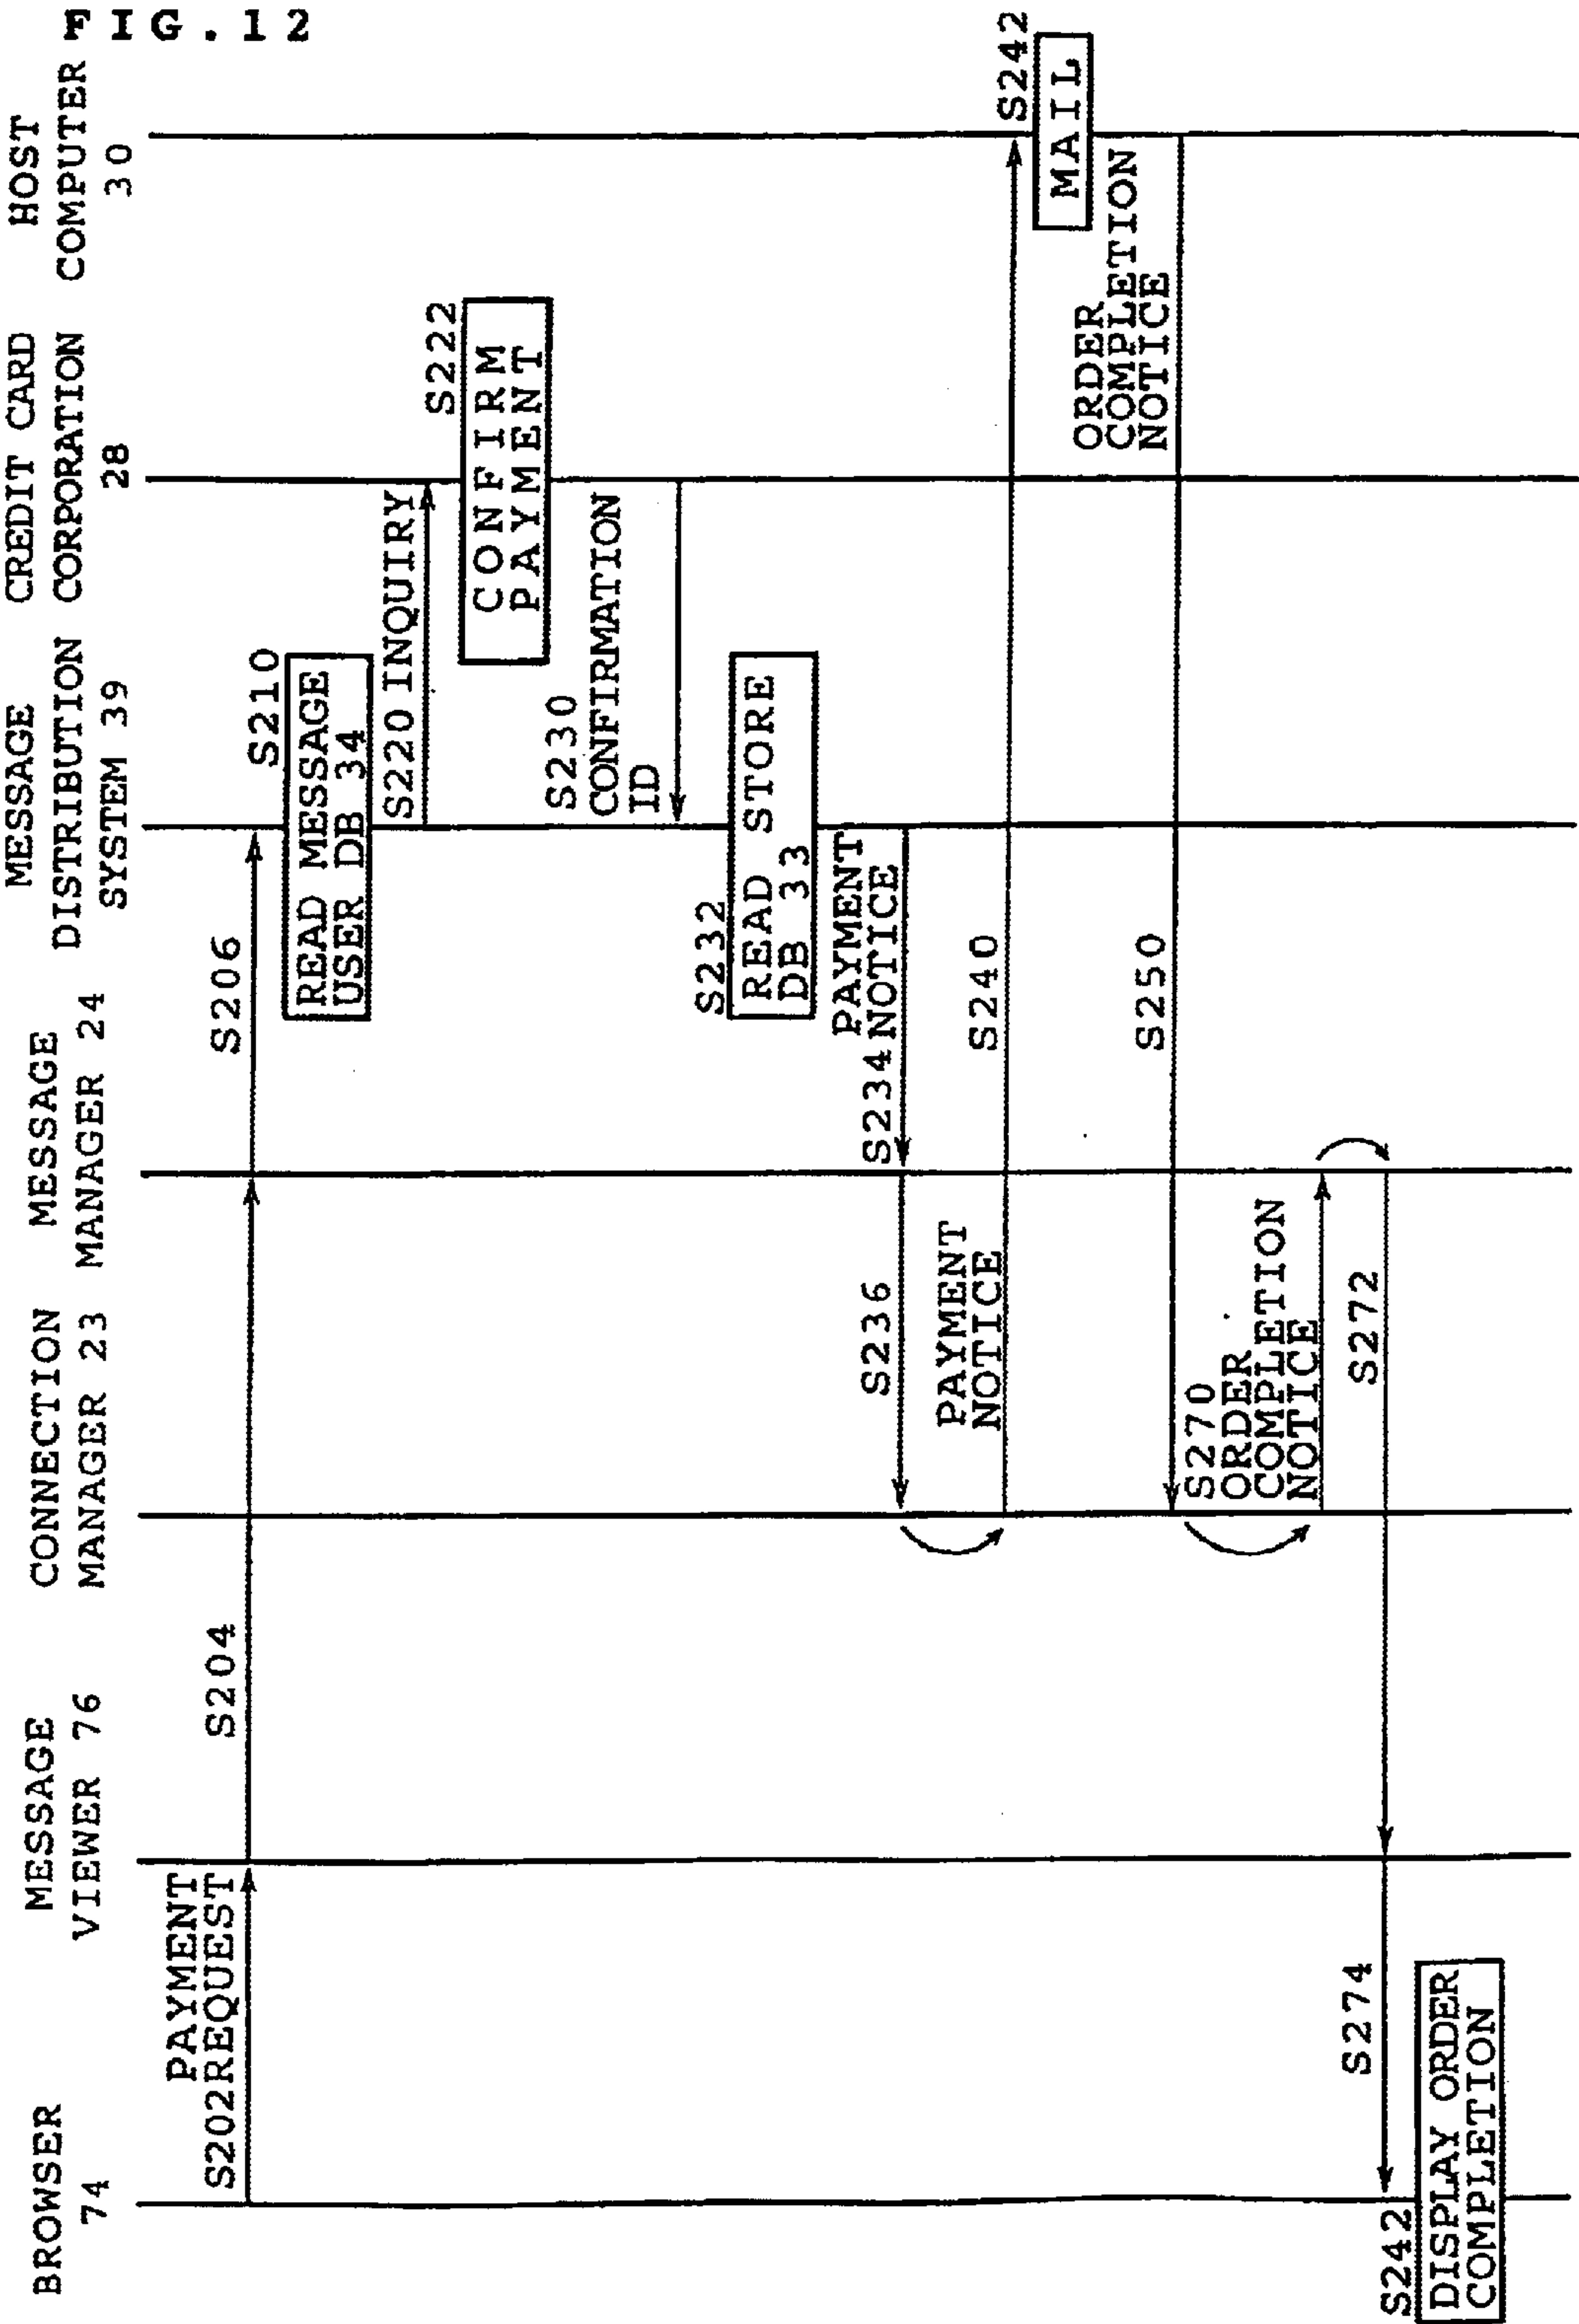 FIG.12
BROWSER
74
MESSAGE
VIEWER 76
CONNECTION
MANAGER 23
MESSAGE
MANAGER 24
MESSAGE
DISTRIBUTION
SYSTEM 39
CREDIT CARD
CORPORATION
28
HOST
COMPUTER
30
PAYMENT
S202REQUEST
S204
S206
S210
READ MESSAGE
USER DB 34
S220 INQUIRY
S222
CONFIRM
PAYMENT
S230
CONFIRMATION
ID
S232
READ STORE
DB 33
PAYMENT
S234NOTICE
S236
PAYMENT
NOTICE
S240
S242
MAIL
ORDER
COMPLETION
NOTICE
S250
S270
ORDER
COMPLETION
NOTICE
S272
S274
S242
DISPLAY ORDER
COMPLETION